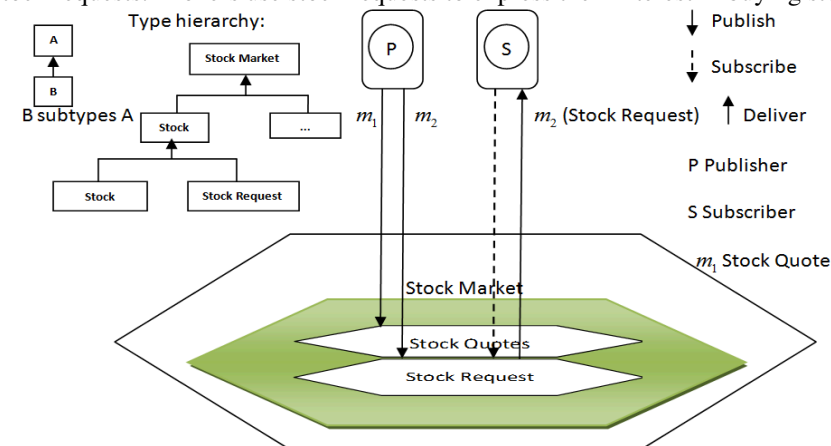 Type hierarchy:
A
B
B subtypes A
Stock Market
Stock
...
Stock
Stock Request
P
S
m1
m2
m2 (Stock Request)
Publish
Subscribe
Deliver
P Publisher
S Subscriber
m1 Stock Quote
Stock Market
Stock Quotes
Stock Request